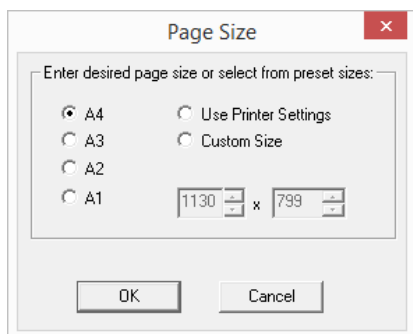 Page Size
Enter desired page size or select from preset sizes:
A4 Use Printer Settings
A3 Custom Size
A2
A1 1130 x 799
OK Cancel